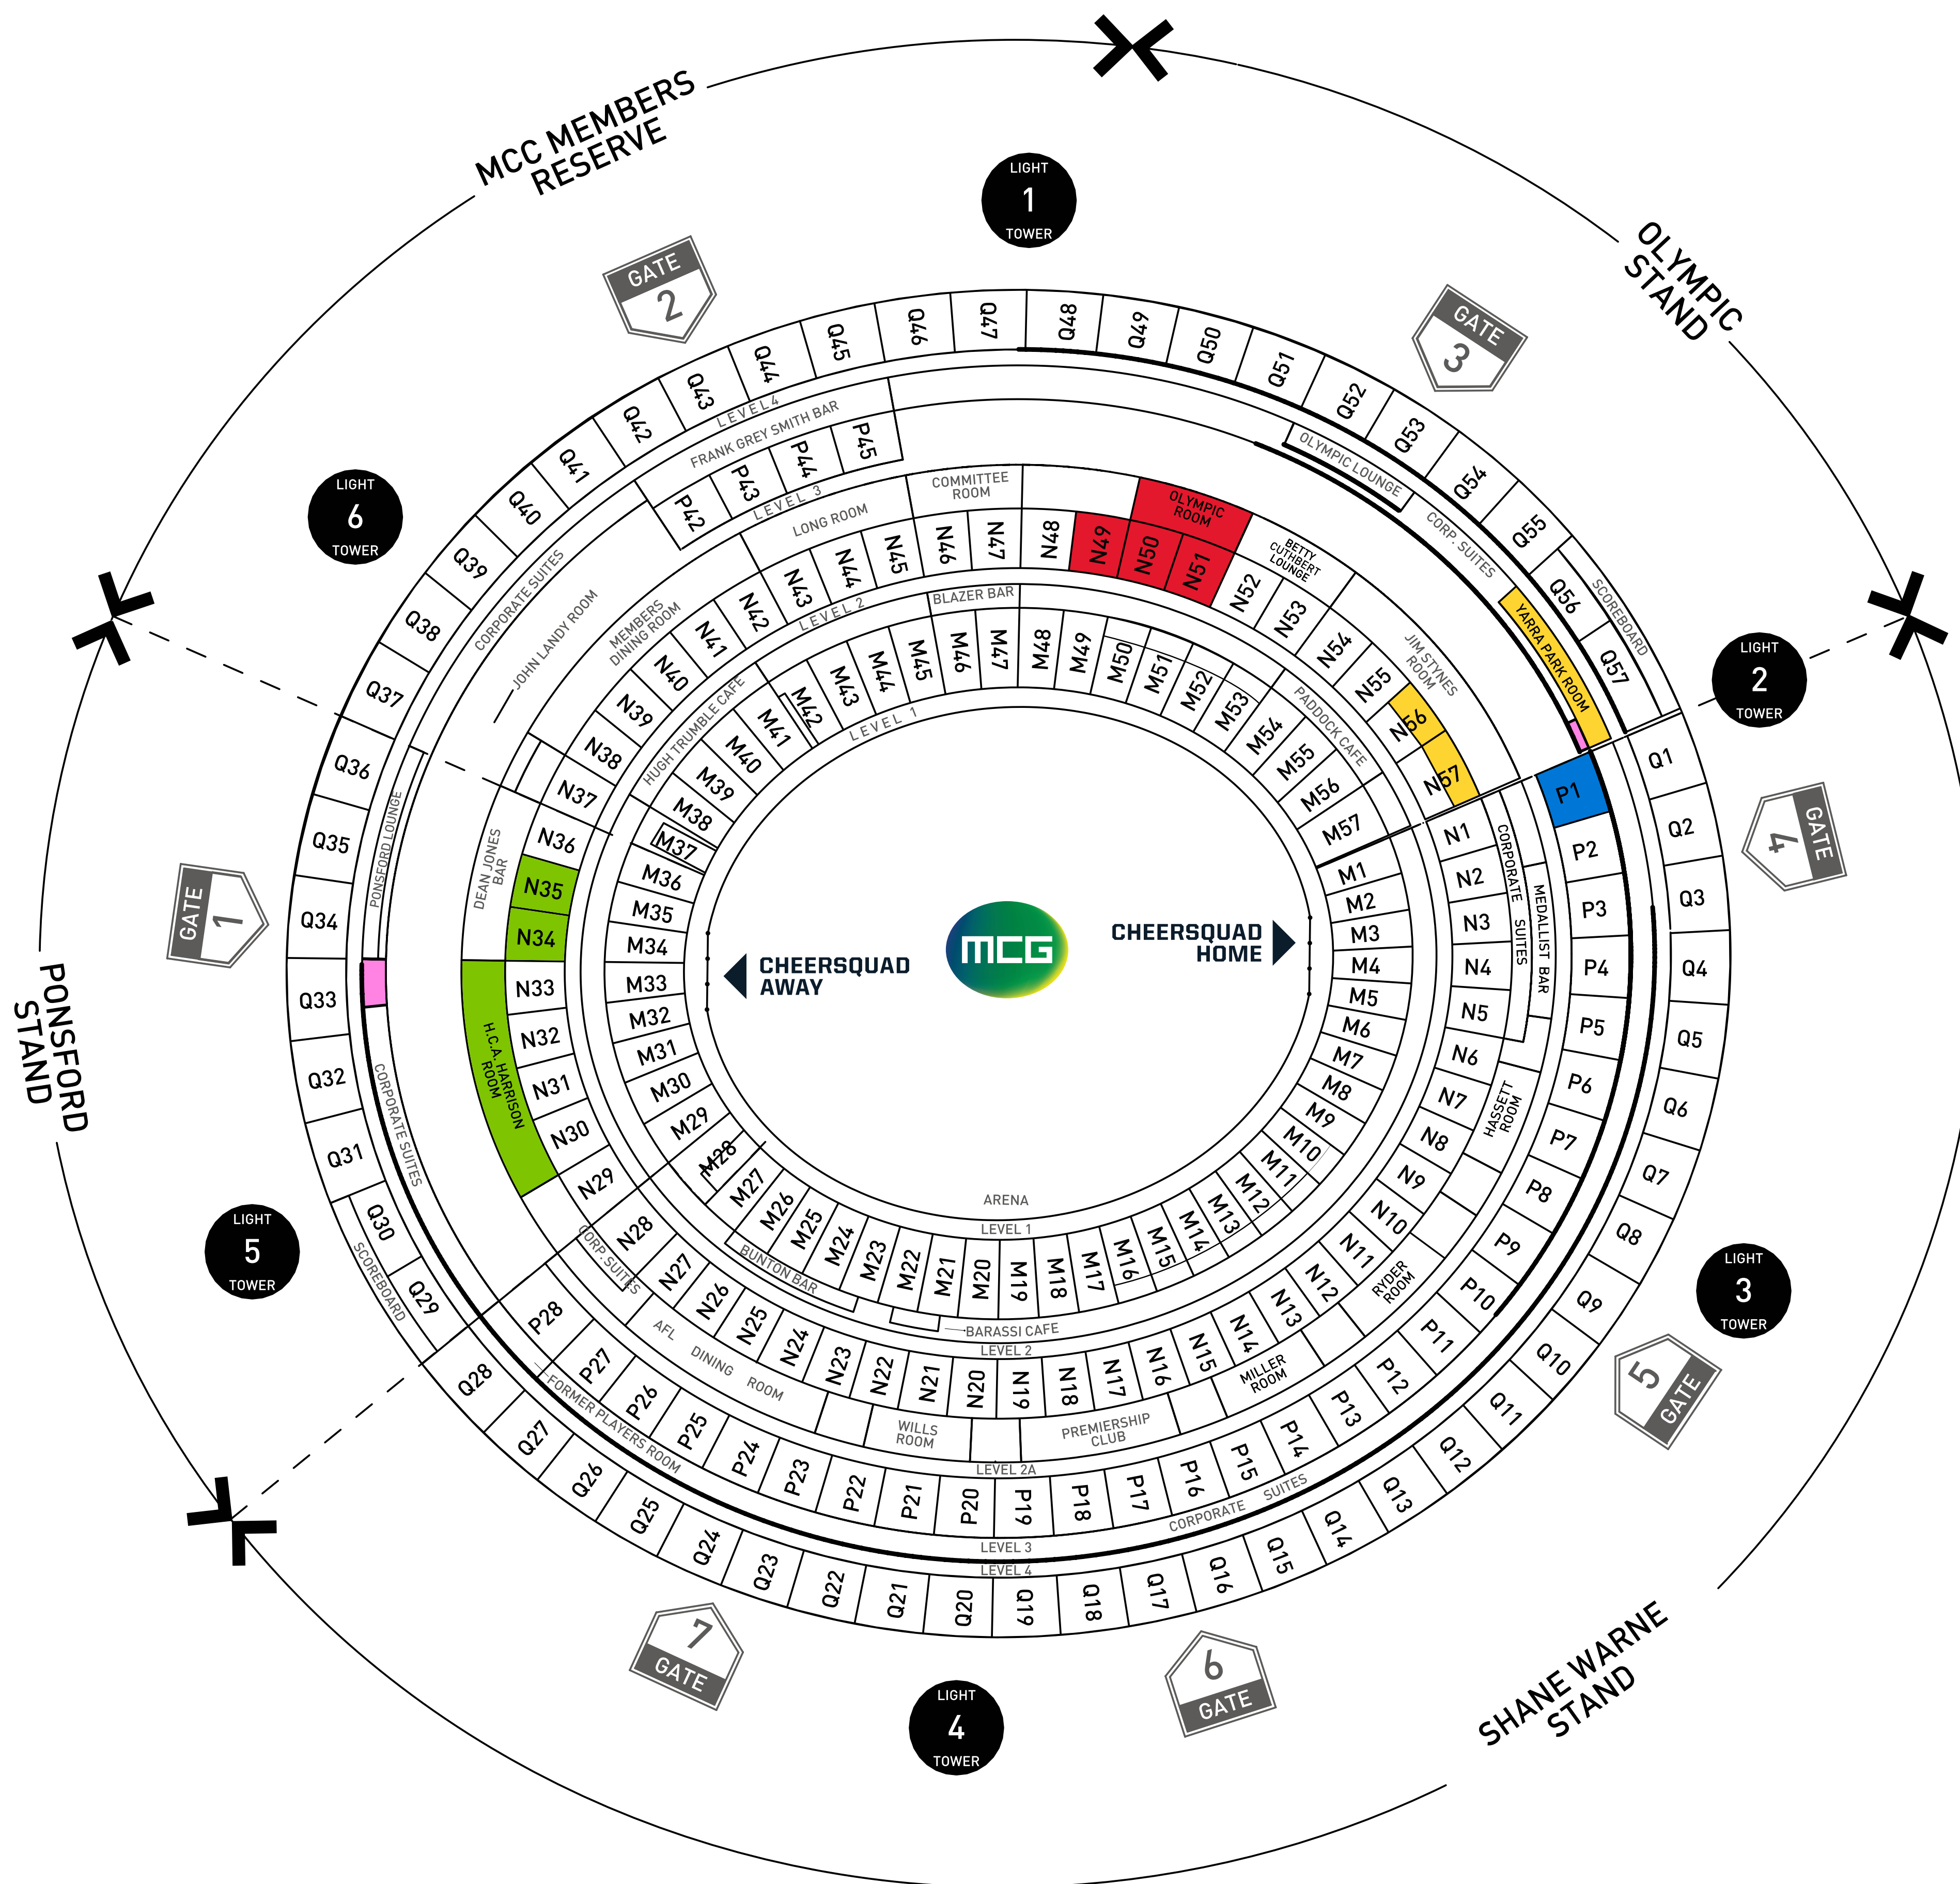 MCC MEMBERS
RESERVE
OLYMPIC
STAND
PONSFORD
STAND
SHANE WARNE
STAND
LIGHT
1
TOWER
LIGHT
2
TOWER
LIGHT
3
TOWER
LIGHT
4
TOWER
LIGHT
5
TOWER
LIGHT
6
TOWER
GATE
1
GATE
2
GATE
3
GATE
4
GATE
5
GATE
6
GATE
7
Q1
Q2
Q3
Q4
Q5
Q6
Q7
Q8
Q9
Q10
Q11
Q12
Q13
Q14
Q15
Q16
Q17
Q18
Q19
Q20
Q21
Q22
Q23
Q24
Q25
Q26
Q27
Q28
Q29
Q30
Q31
Q32
Q33
Q34
Q35
Q36
Q37
Q38
Q39
Q40
Q41
Q42
Q43
Q44
Q45
Q46
Q47
Q48
Q49
Q50
Q51
Q52
Q53
Q54
Q55
Q56
Q57
SCOREBOARD
SCOREBOARD
LEVEL 4
FRANK GREY SMITH BAR
P42
P43
P44
P45
LEVEL 3
CORPORATE SUITES
JOHN LANDY ROOM
MEMBERS
DINING ROOM
LONG ROOM
COMMITTEE
ROOM
OLYMPIC
ROOM
BETTY
CUTHBERT
LOUNGE
JIM STYNES
ROOM
OLYMPIC LOUNGE
CORP. SUITES
YARRA PARK ROOM
PONSFORD LOUNGE
DEAN JONES
BAR
H.C.A. HARRISON
ROOM
CORPORATE SUITES
CORP. SUITES
AFL
DINING ROOM
FORMER PLAYERS ROOM
WILLS
ROOM
PREMIERSHIP
CLUB
MILLER
ROOM
RYDER
ROOM
HASSETT
ROOM
MEDALLIST BAR
CORPORATE SUITES
CORPORATE SUITES
P1
P2
P3
P4
P5
P6
P7
P8
P9
P10
P11
P12
P13
P14
P15
P16
P17
P18
P19
P20
P21
P22
P23
P24
P25
P26
P27
P28
N1
N2
N3
N4
N5
N6
N7
N8
N9
N10
N11
N12
N13
N14
N15
N16
N17
N18
N19
N20
N21
N22
N23
N24
N25
N26
N27
N28
N29
N30
N31
N32
N33
N34
N35
N36
N37
N38
N39
N40
N41
N42
N43
N44
N45
N46
N47
N48
N49
N50
N51
N52
N53
N54
N55
N56
N57
LEVEL 2
BLAZER BAR
HUGH TRUMBLE CAFE
PADDOCK CAFE
BUNTON BAR
BARASSI CAFE
M1
M2
M3
M4
M5
M6
M7
M8
M9
M10
M11
M12
M13
M14
M15
M16
M17
M18
M19
M20
M21
M22
M23
M24
M25
M26
M27
M28
M29
M30
M31
M32
M33
M34
M35
M36
M37
M38
M39
M40
M41
M42
M43
M44
M45
M46
M47
M48
M49
M50
M51
M52
M53
M54
M55
M56
M57
LEVEL 1
CHEERSQUAD
AWAY
MCG
CHEERSQUAD
HOME
ARENA
LEVEL 1
LEVEL 2
LEVEL 2A
LEVEL 3
LEVEL 4